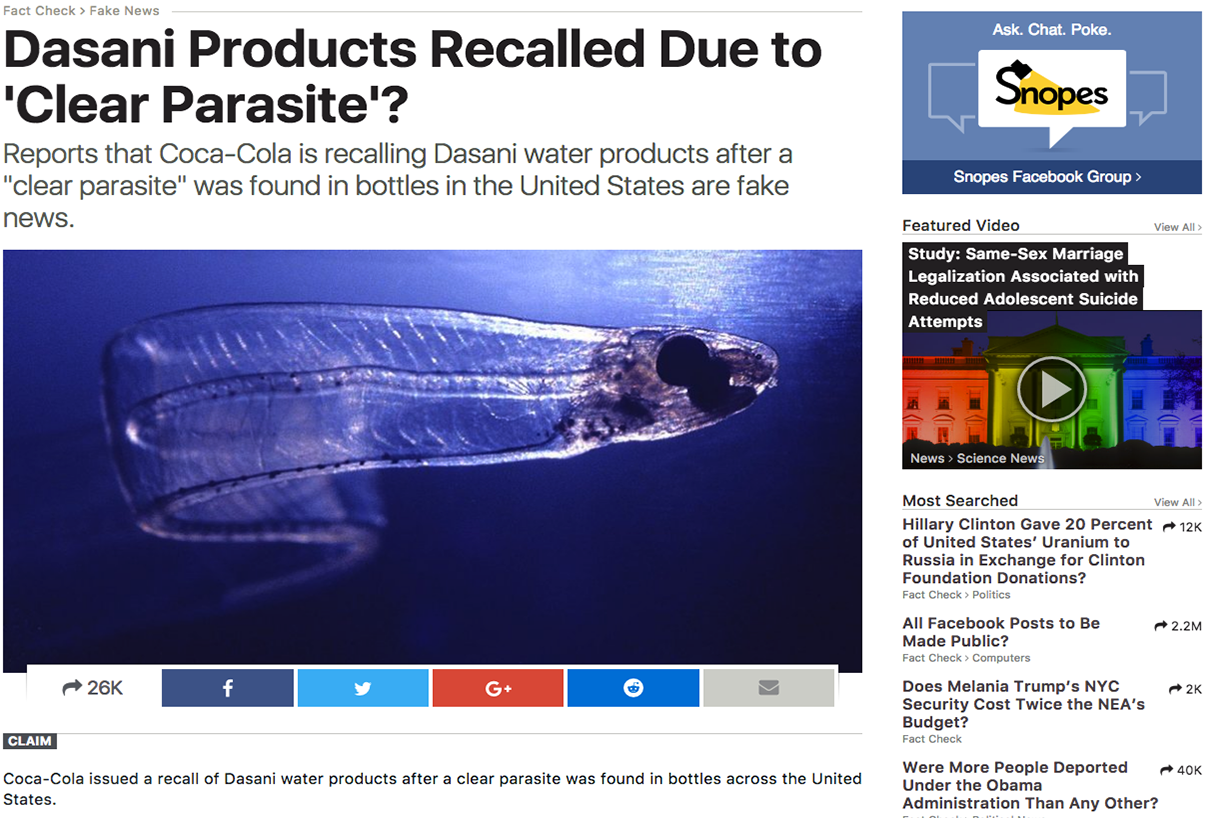 Fact Check > Fake News
Dasani Products Recalled Due to
'Clear Parasite'?
Reports that Coca-Cola is recalling Dasani water products after a
"clear parasite" was found in bottles in the United States are fake
news.
26K
f
G+
CLAIM
Coca-Cola issued a recall of Dasani water products after a clear parasite was found in bottles across the United
States.
Ask. Chat. Poke.
Snopes
Snopes Facebook Group >
Featured Video
View All >
Study: Same-Sex Marriage
Legalization Associated with
Reduced Adolescent Suicide
Attempts
News > Science News
Most Searched
View All >
Hillary Clinton Gave 20 Percent
of United States’ Uranium to
Russia in Exchange for Clinton
Foundation Donations?
12K
Fact Check > Politics
All Facebook Posts to Be
Made Public?
2.2M
Fact Check > Computers
Does Melania Trump’s NYC
Security Cost Twice the NEA’s
Budget?
2K
Fact Check
Were More People Deported
Under the Obama
Administration Than Any Other?
40K